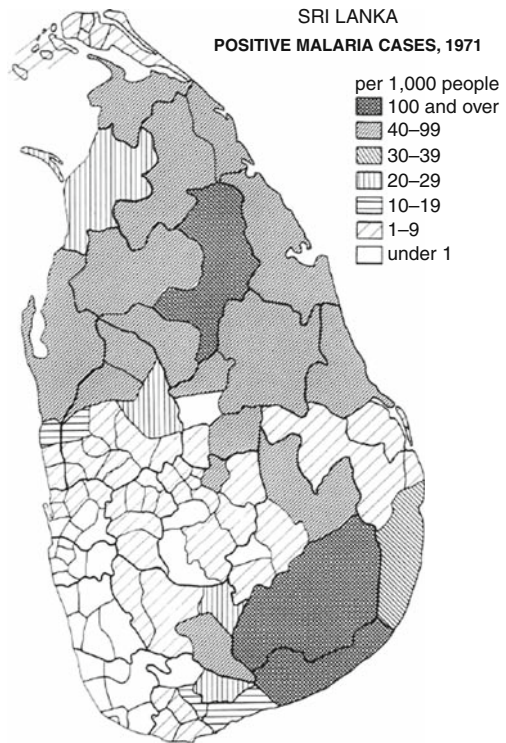 SRI LANKA
POSITIVE MALARIA CASES, 1971
per 1,000 people
100 and over
40–99
30–39
20–29
10–19
1–9
under 1